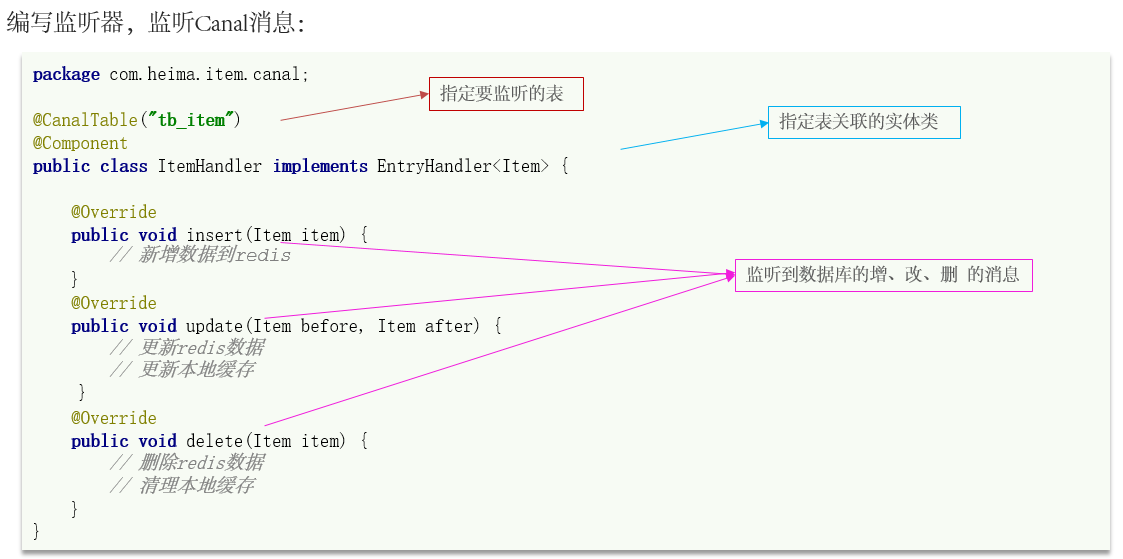 编写监听器，监听Canal消息：
package com.heima.item.canal;
指定要监听的表
@CanalTable("tb_item")
指定表关联的实体类
@Component
public class ItemHandler implements EntryHandler<Item> {
@Override
public void insert(Item item) {
// 新增数据到redis
}
监听到数据库的增、改、删 的消息
@Override
public void update(Item before, Item after) {
// 更新redis数据
// 更新本地缓存
}
@Override
public void delete(Item item) {
// 删除redis数据
// 清理本地缓存
}
}